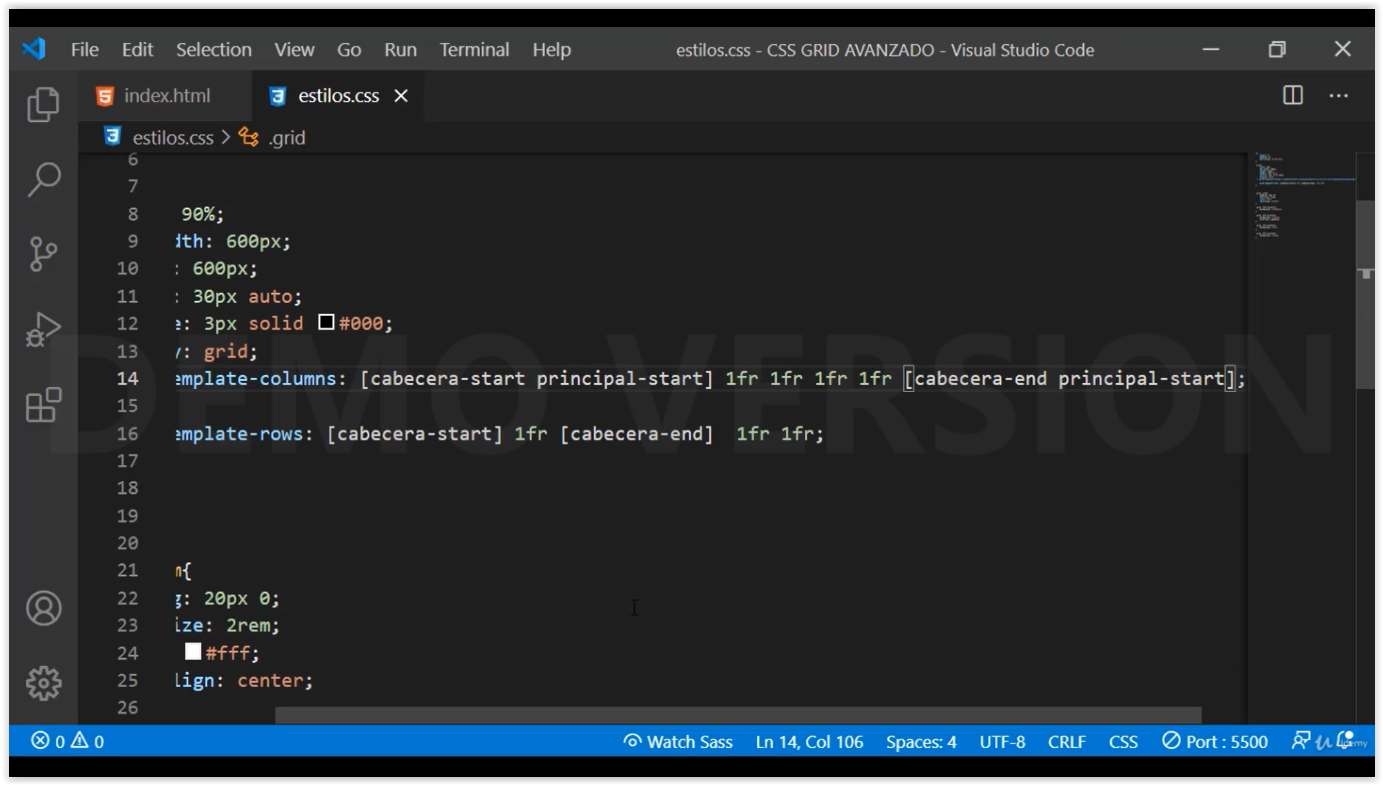 File Edit Selection View Go Run Terminal Help estilos.css - CSS GRID AVANZADO - Visual Studio Code
index.html estilos.css
estilos.css > .grid
6
7
8 90%;
9 dth: 600px;
10 : 600px;
11 : 30px auto;
12 e: 3px solid #000;
13 y: grid;
14 emplate-columns: [cabecera-start principal-start] 1fr 1fr 1fr 1fr [cabecera-end principal-start];
15
16 emplate-rows: [cabecera-start] 1fr [cabecera-end]  1fr 1fr;
17
18
19
20
21 m{
22 g: 20px 0;
23 ize: 2rem;
24 #fff;
25 lign: center;
26
DEMO VERSION
0 0 Watch Sass Ln 14, Col 106 Spaces: 4 UTF-8 CRLF CSS Port : 5500